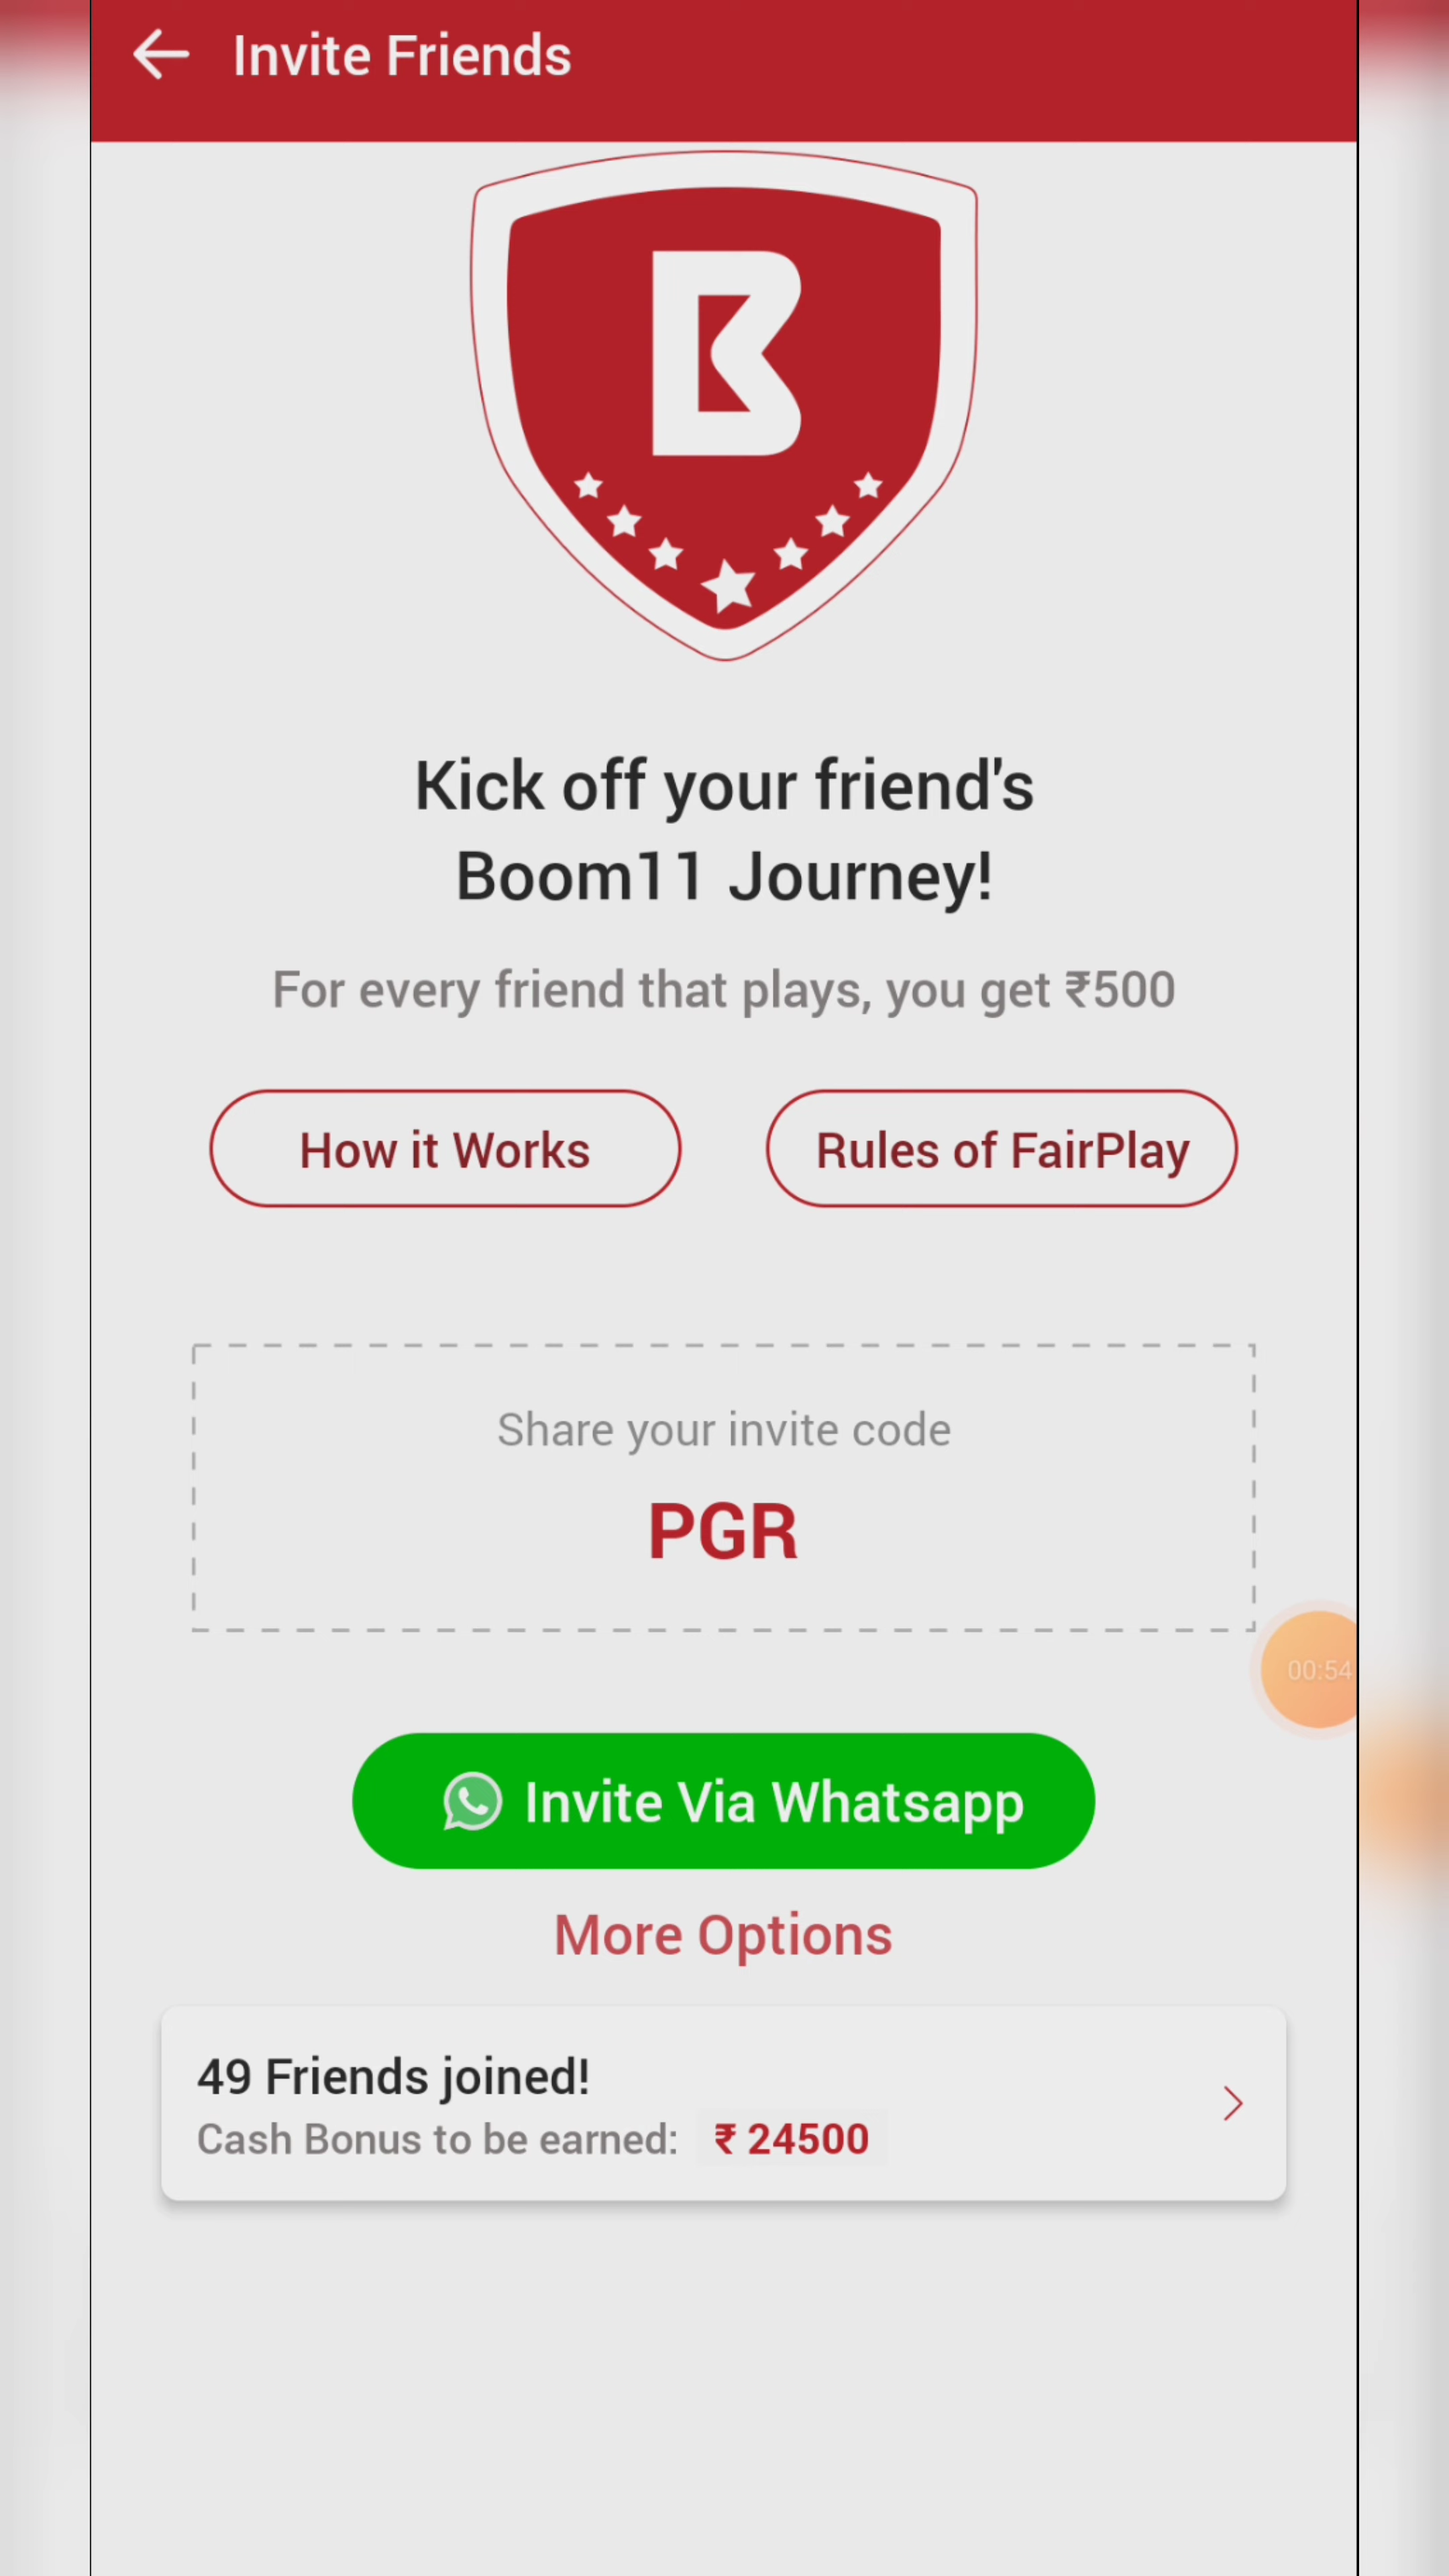 Invite Friends
B
Kick off your friend's
Boom11 Journey!
For every friend that plays, you get ₹500
How it Works
Rules of FairPlay
Share your invite code
PGR
00:54
Invite Via Whatsapp
More Options
49 Friends joined!
Cash Bonus to be earned: ₹ 24500